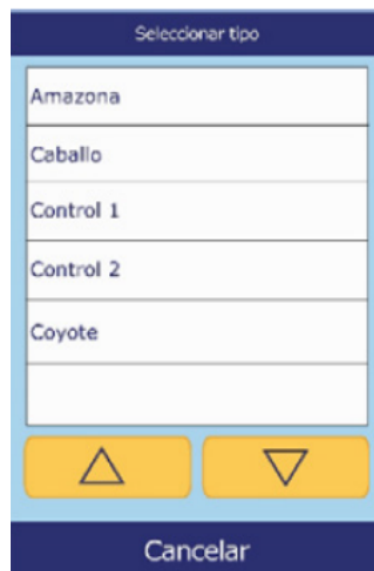 Seleccionar tipo
Amazona
Caballo
Control 1
Control 2
Coyote
Cancelar